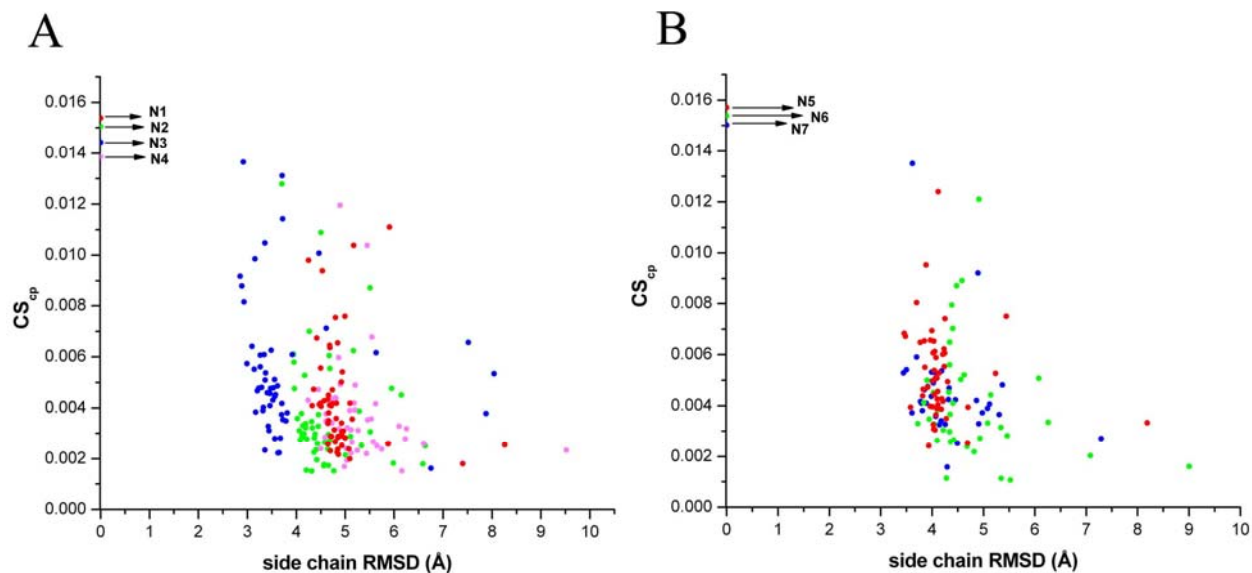 A
0.016
0.014
0.012
0.010
0.008
0.006
0.004
0.002
0.000
CScp
N1
N2
N3
N4
0 1 2 3 4 5 6 7 8 9 10
side chain RMSD (Å)
B
0.016
0.014
0.012
0.010
0.008
0.006
0.004
0.002
0.000
CScp
N5
N6
N7
0 1 2 3 4 5 6 7 8 9 10
side chain RMSD (Å)